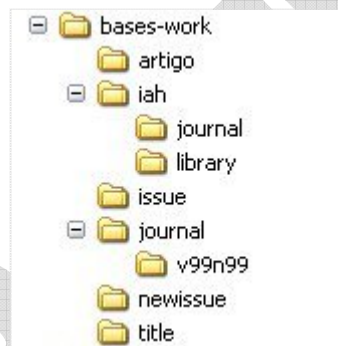 bases-work
artigo
iah
journal
library
issue
journal
v99n99
newissue
title